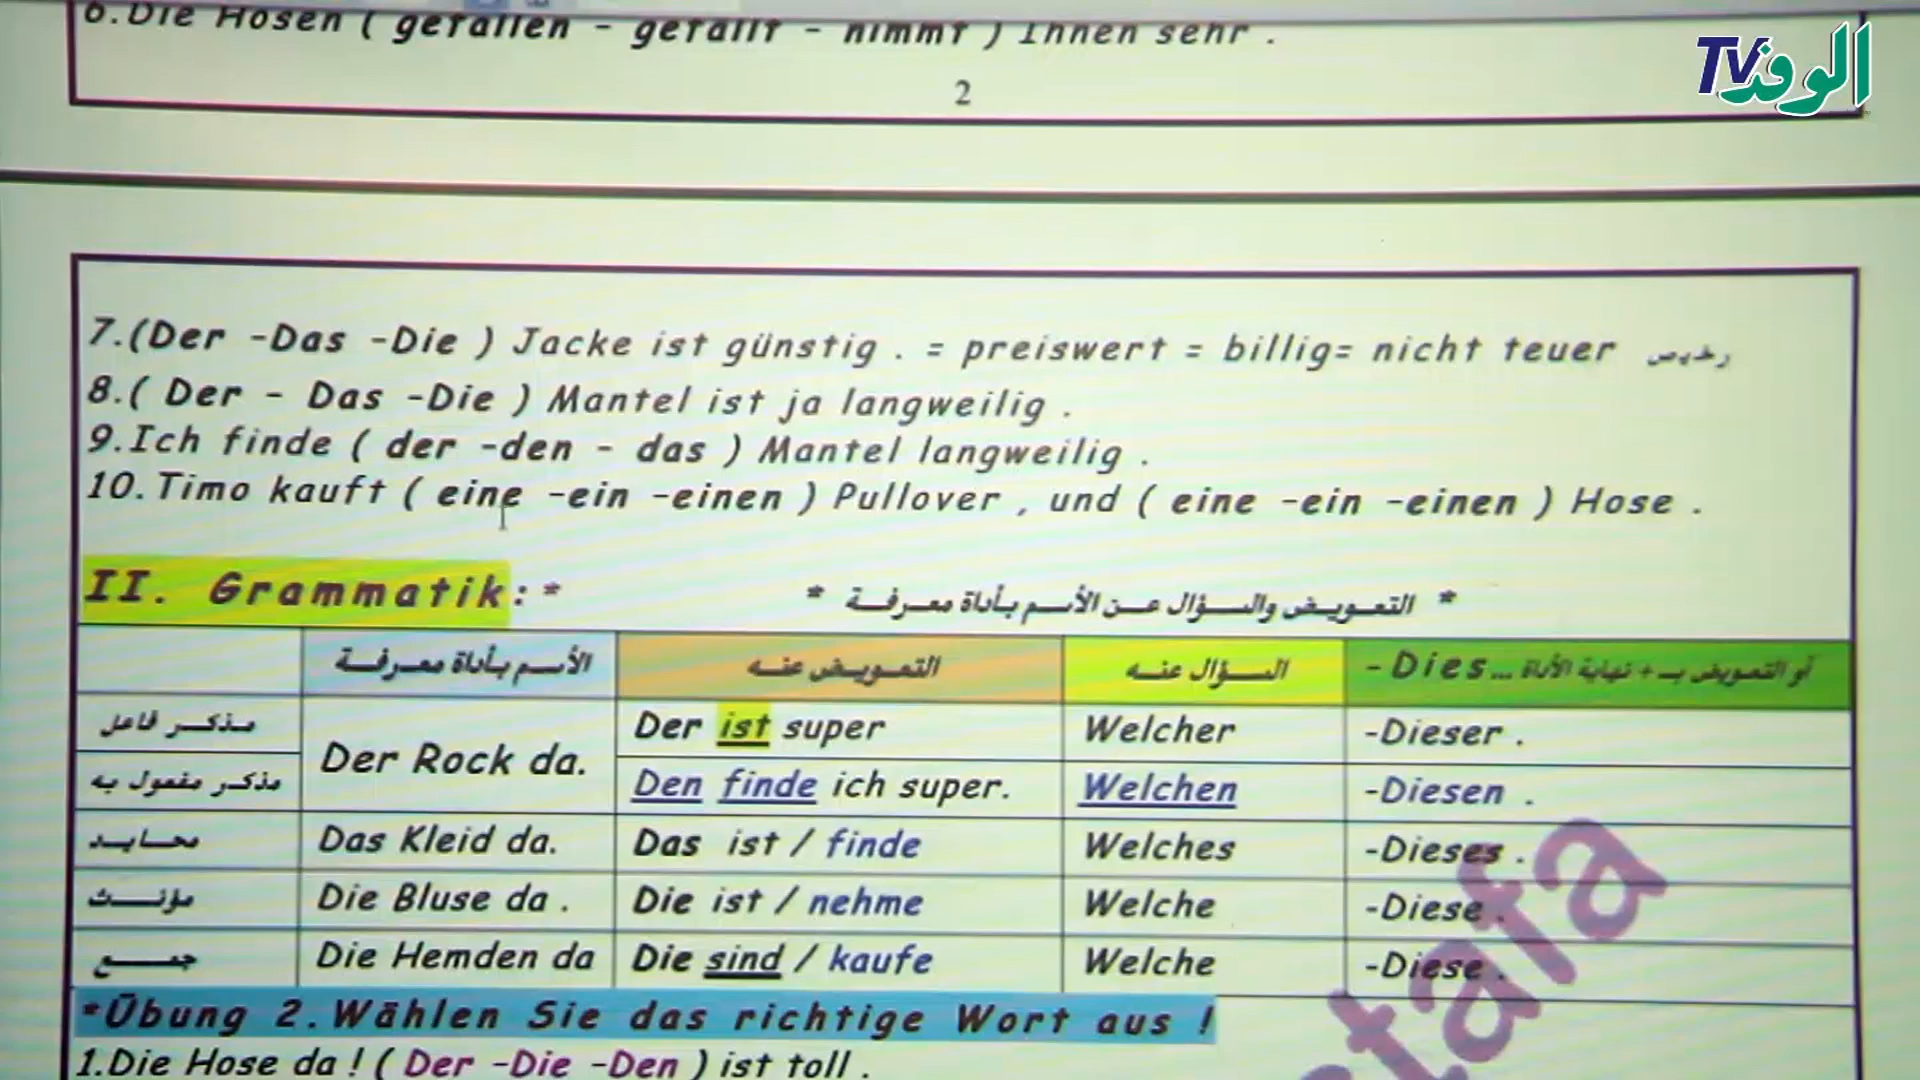 6.Die Hosen ( gefallen - gefällt - nimmt ) Ihnen sehr .
2
الوفد TV
7.(Der -Das -Die ) Jacke ist günstig . = preiswert = billig= nicht teuer رخيص
8.( Der - Das -Die ) Mantel ist ja langweilig .
9.Ich finde ( der -den - das ) Mantel langweilig .
10.Timo kauft ( eine -ein -einen ) Pullover , und ( eine -ein -einen ) Hose .
II. Grammatik:*
* التعويض والسؤال عن الأسم بأداة معرفة *
الأسم بأداة معرفة
التعويض عنه
السؤال عنه
أو التعويض بـ + نهاية الأداة ...Dies -
مذكر فاعل
Der Rock da.
Der ist super
Welcher
-Dieser .
مذكر مفعول به
Den finde ich super.
Welchen
-Diesen .
محايد
Das Kleid da.
Das ist / finde
Welches
-Dieses .
مؤنث
Die Bluse da .
Die ist / nehme
Welche
-Diese .
جمع
Die Hemden da
Die sind / kaufe
Welche
-Diese .
*Übung 2.Wählen Sie das richtige Wort aus !
1.Die Hose da ! ( Der -Die -Den ) ist toll .